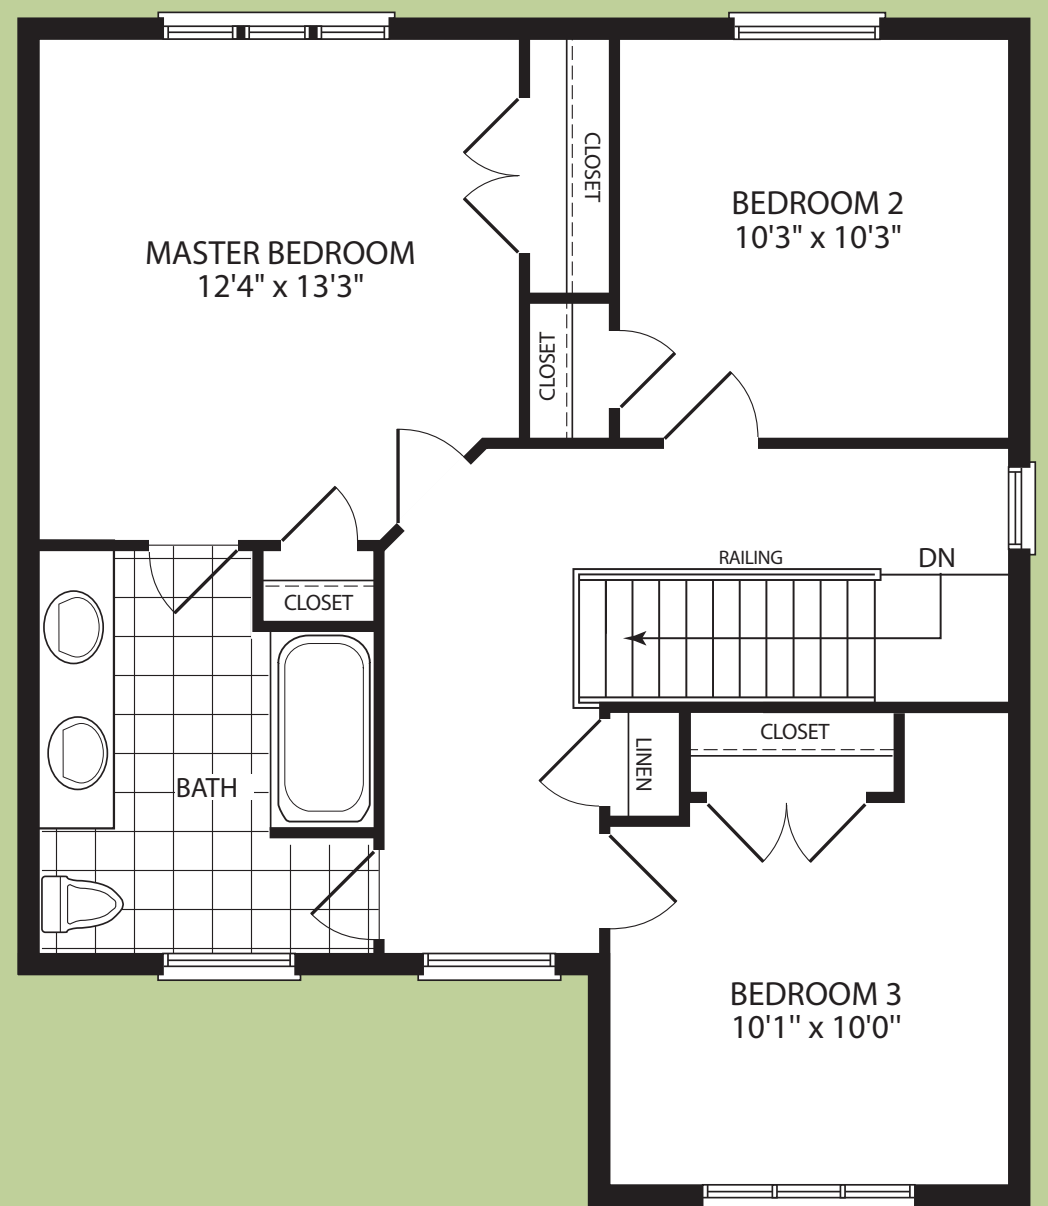 MASTER BEDROOM
12'4" x 13'3"
CLOSET
BEDROOM 2
10'3" x 10'3"
CLOSET
CLOSET
RAILING
DN
BATH
LINEN
CLOSET
BEDROOM 3
10'1'' x 10'0''